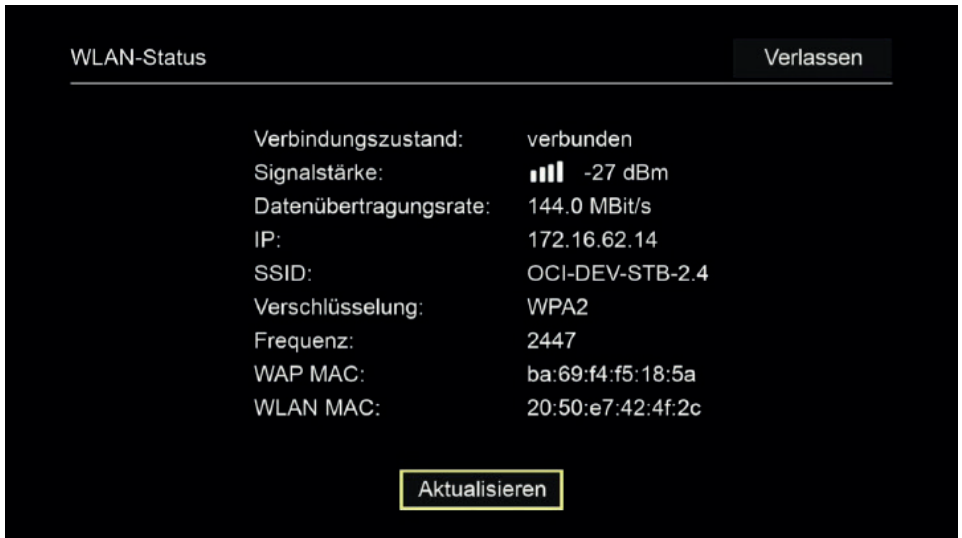 WLAN-Status Verlassen
Verbindungszustand: verbunden
Signalstärke: -27 dBm
Datenübertragungsrate: 144.0 MBit/s
IP: 172.16.62.14
SSID: OCI-DEV-STB-2.4
Verschlüsselung: WPA2
Frequenz: 2447
WAP MAC: ba:69:f4:f5:18:5a
WLAN MAC: 20:50:e7:42:4f:2c
Aktualisieren